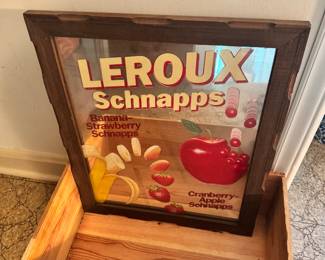 LEROUX
Schnapps
Banana-
Strawberry
Schnapps
Cranberry-
Apple
Schnapps